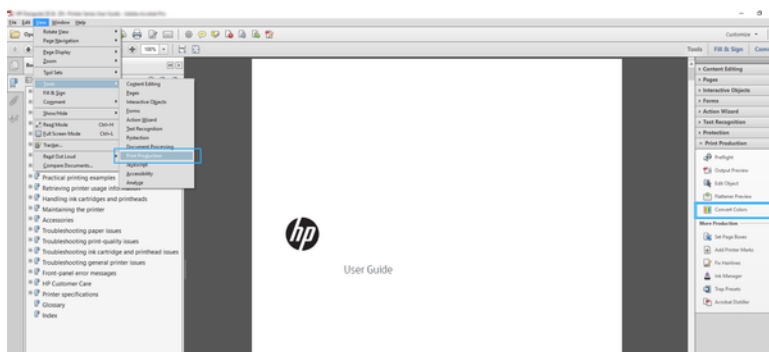 File Edit View Window Help
Rotate View
Page Navigation
Page Display
Zoom
Tool Sets
Tools
Fill & Sign
Comment
Show/Hide
Read Mode Ctrl+H
Full Screen Mode Ctrl+L
Tracker...
Read Out Loud
Compare Documents...
Content Editing
Pages
Interactive Objects
Forms
Action Wizard
Text Recognition
Protection
Document Processing
Print Production
JavaScript
Accessibility
Analyze
Practical printing examples
Retrieving printer usage information
Handling ink cartridges and printheads
Maintaining the printer
Accessories
Troubleshooting paper issues
Troubleshooting print-quality issues
Troubleshooting ink cartridge and printhead issues
Troubleshooting general printer issues
Front-panel error messages
HP Customer Care
Printer specifications
Glossary
Index
100%
hp
User Guide
Customize
Tools Fill & Sign
Content Editing
Pages
Interactive Objects
Forms
Action Wizard
Text Recognition
Protection
Print Production
Preflight
Output Preview
Edit Object
Flattener Preview
Convert Colors
More Production
Set Page Boxes
Add Printer Marks
Fix Hairlines
Ink Manager
Trap Presets
Acrobat Distiller